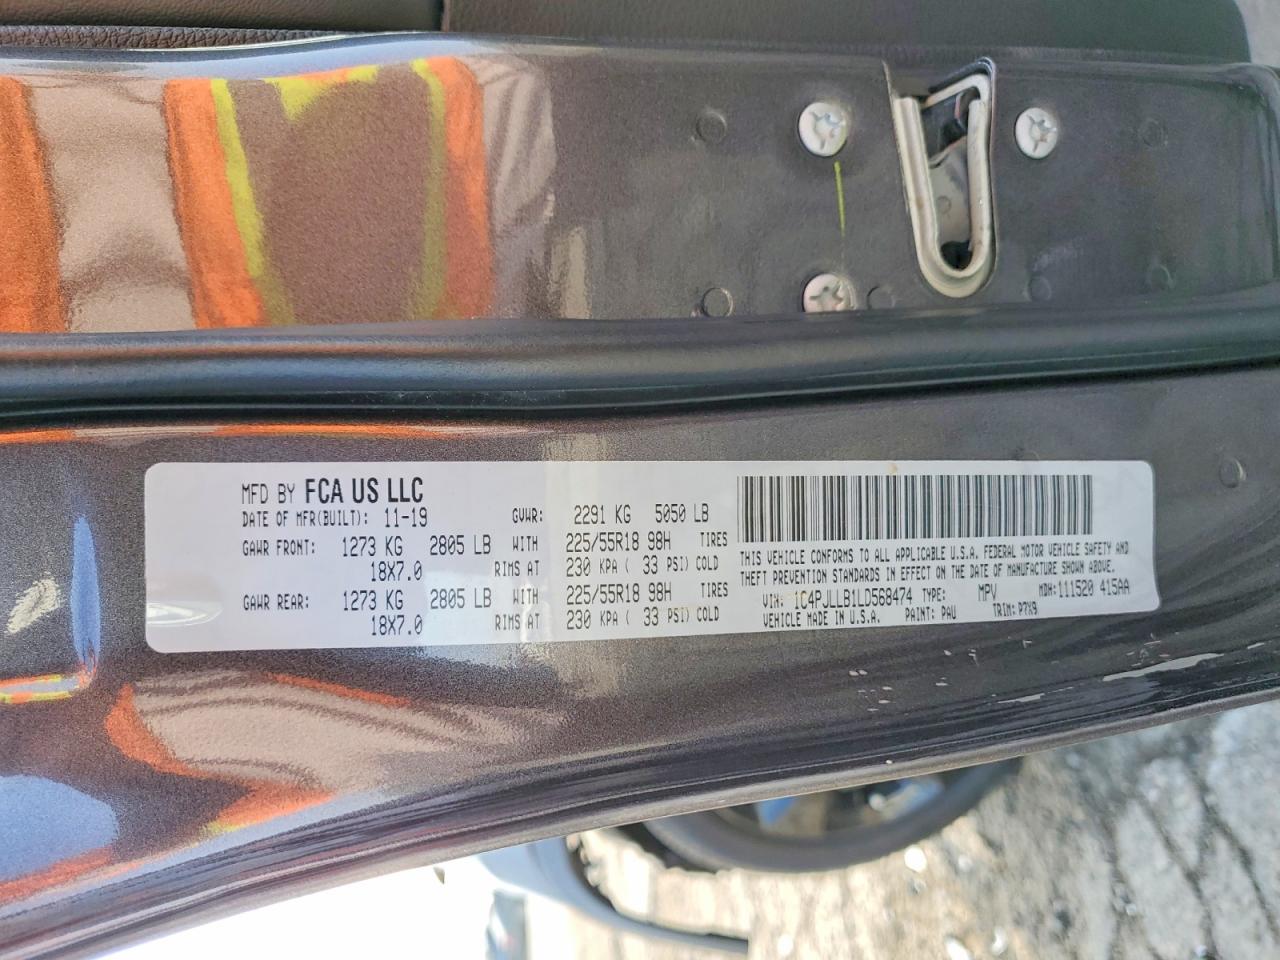 MFD BY FCA US LLC
DATE OF MFR(BUILT): 11-19 GVWR: 2291 KG 5050 LB
GAWR FRONT: 1273 KG 2805 LB WITH 225/55R18 98H TIRES
18X7.0 RIMS AT 230 KPA ( 33 PSI) COLD
GAWR REAR: 1273 KG 2805 LB WITH 225/55R18 98H TIRES
18X7.0 RIMS AT 230 KPA ( 33 PSI) COLD
THIS VEHICLE CONFORMS TO ALL APPLICABLE U.S.A. FEDERAL MOTOR VEHICLE SAFETY AND
THEFT PREVENTION STANDARDS IN EFFECT ON THE DATE OF MANUFACTURE SHOWN ABOVE.
VIN: 1C4PJLLB1LD568474 TYPE: MPV MDH: 111520 415AA
VEHICLE MADE IN U.S.A. PAINT: PAU TRIM: P7X9